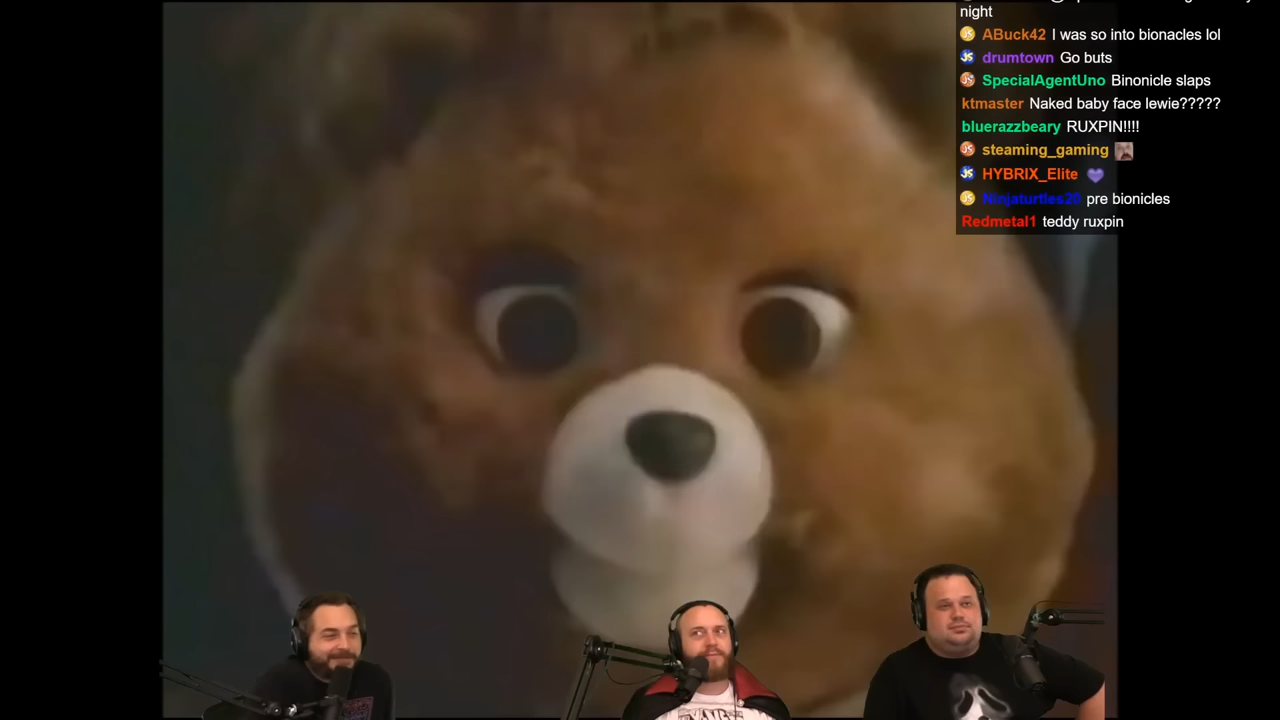 night
ABuck42 I was so into bionacles lol
drumtown Go buts
SpecialAgentUno Binonicle slaps
ktmaster Naked baby face lewie?????
bluerazzbeary RUXPIN!!!!
steaming_gaming
HYBRIX_Elite
Ninjaturtles20 pre bionicles
Redmetal1 teddy ruxpin